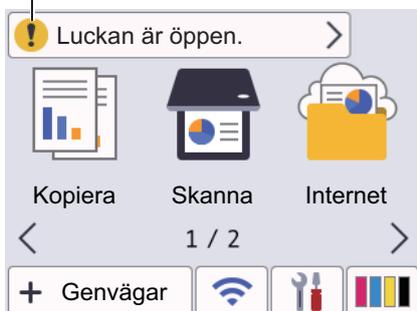 Luckan är öppen.
Kopiera Skanna Internet
1 / 2
+ Genvägar